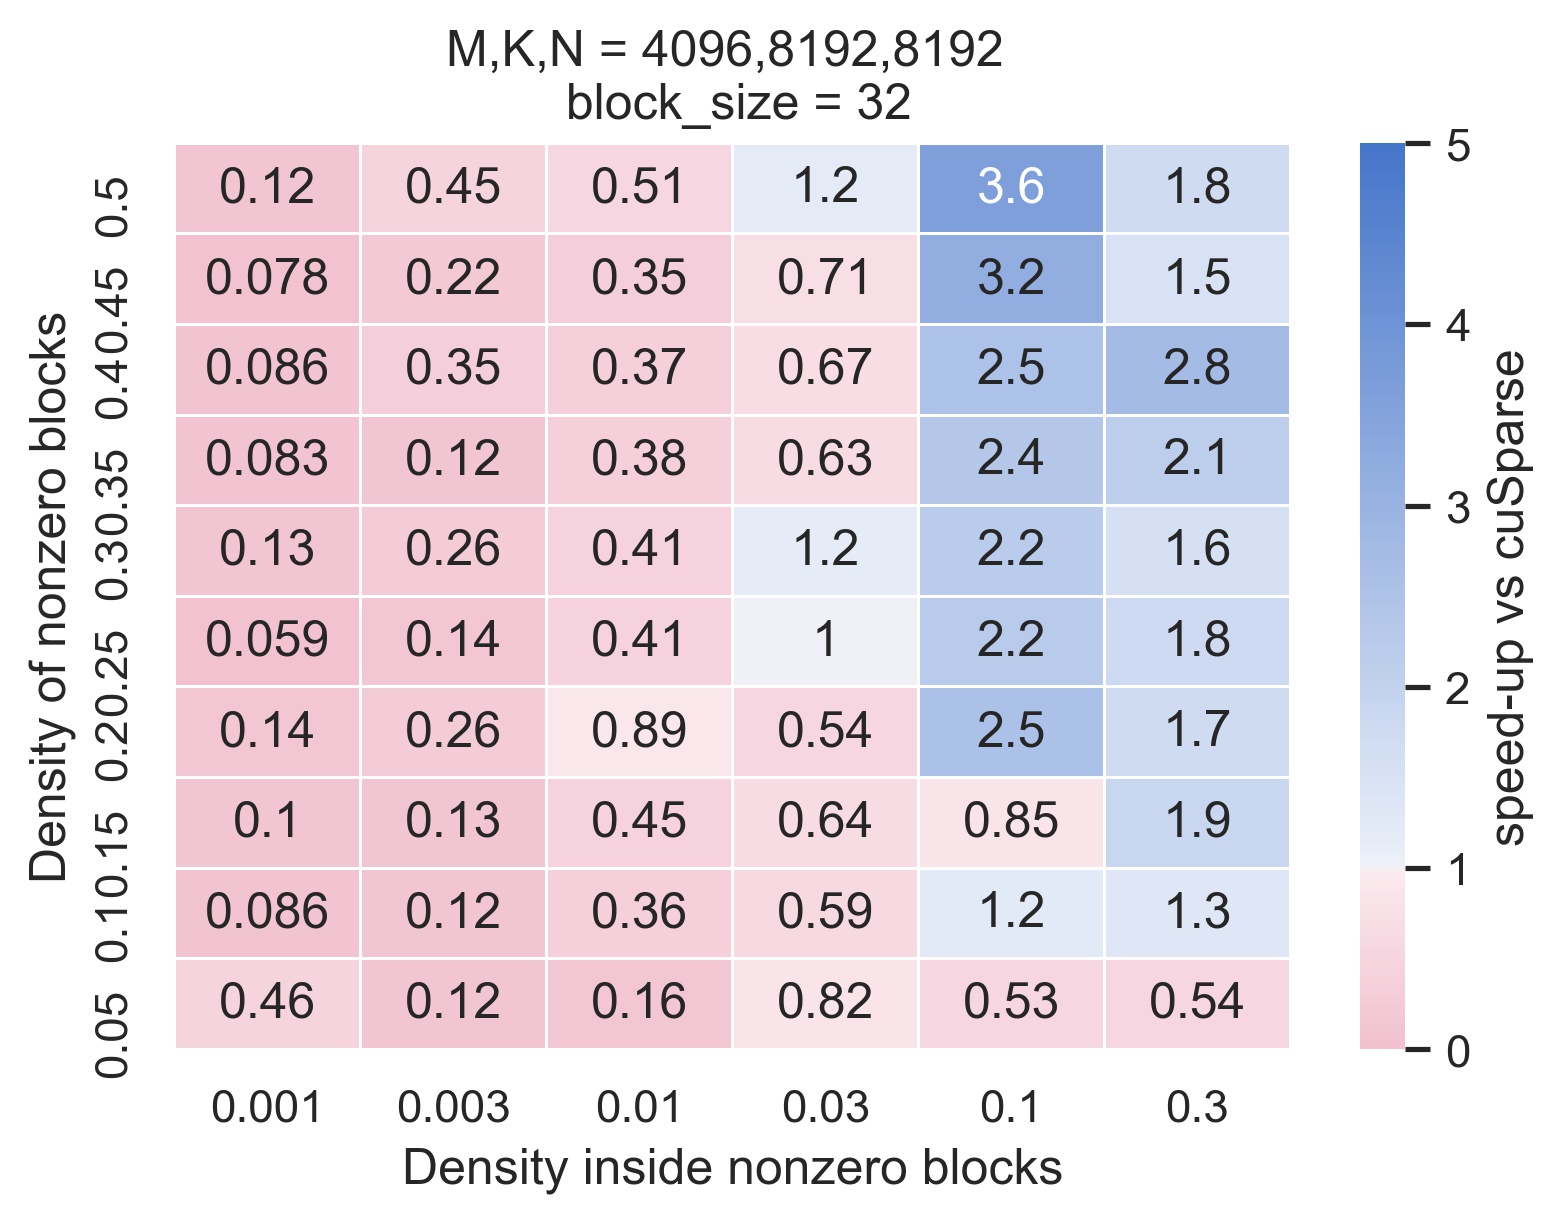 M,K,N = 4096,8192,8192
block_size = 32
0.5 0.12 0.45 0.51 1.2 3.6 1.8
0.45 0.078 0.22 0.35 0.71 3.2 1.5
0.4 0.086 0.35 0.37 0.67 2.5 2.8
0.35 0.083 0.12 0.38 0.63 2.4 2.1
0.3 0.13 0.26 0.41 1.2 2.2 1.6
0.25 0.059 0.14 0.41 1 2.2 1.8
0.2 0.14 0.26 0.89 0.54 2.5 1.7
0.15 0.1 0.13 0.45 0.64 0.85 1.9
0.1 0.086 0.12 0.36 0.59 1.2 1.3
0.05 0.46 0.12 0.16 0.82 0.53 0.54
0.001 0.003 0.01 0.03 0.1 0.3
Density inside nonzero blocks
Density of nonzero blocks
5
4
3
2
1
0
speed-up vs cuSparse